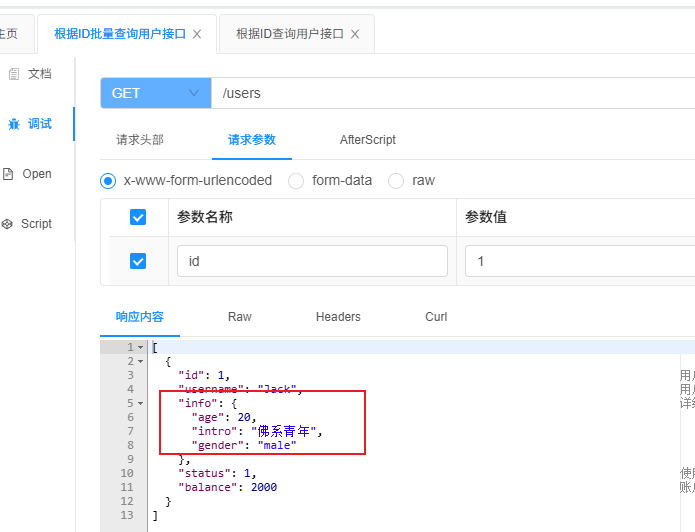 主页 根据ID批量查询用户接口 根据ID查询用户接口
文档
调试
Open
Script
GET /users
请求头部 请求参数 AfterScript
x-www-form-urlencoded form-data raw
参数名称 参数值
id 1
响应内容 Raw Headers Curl
1 [
2 {
3 "id": 1, 用户
4 "username": "Jack", 用户
5 "info": { 详细
6 "age": 20,
7 "intro": "佛系青年",
8 "gender": "male"
9 },
10 "status": 1, 使用
11 "balance": 2000 账户
12 }
13 ]